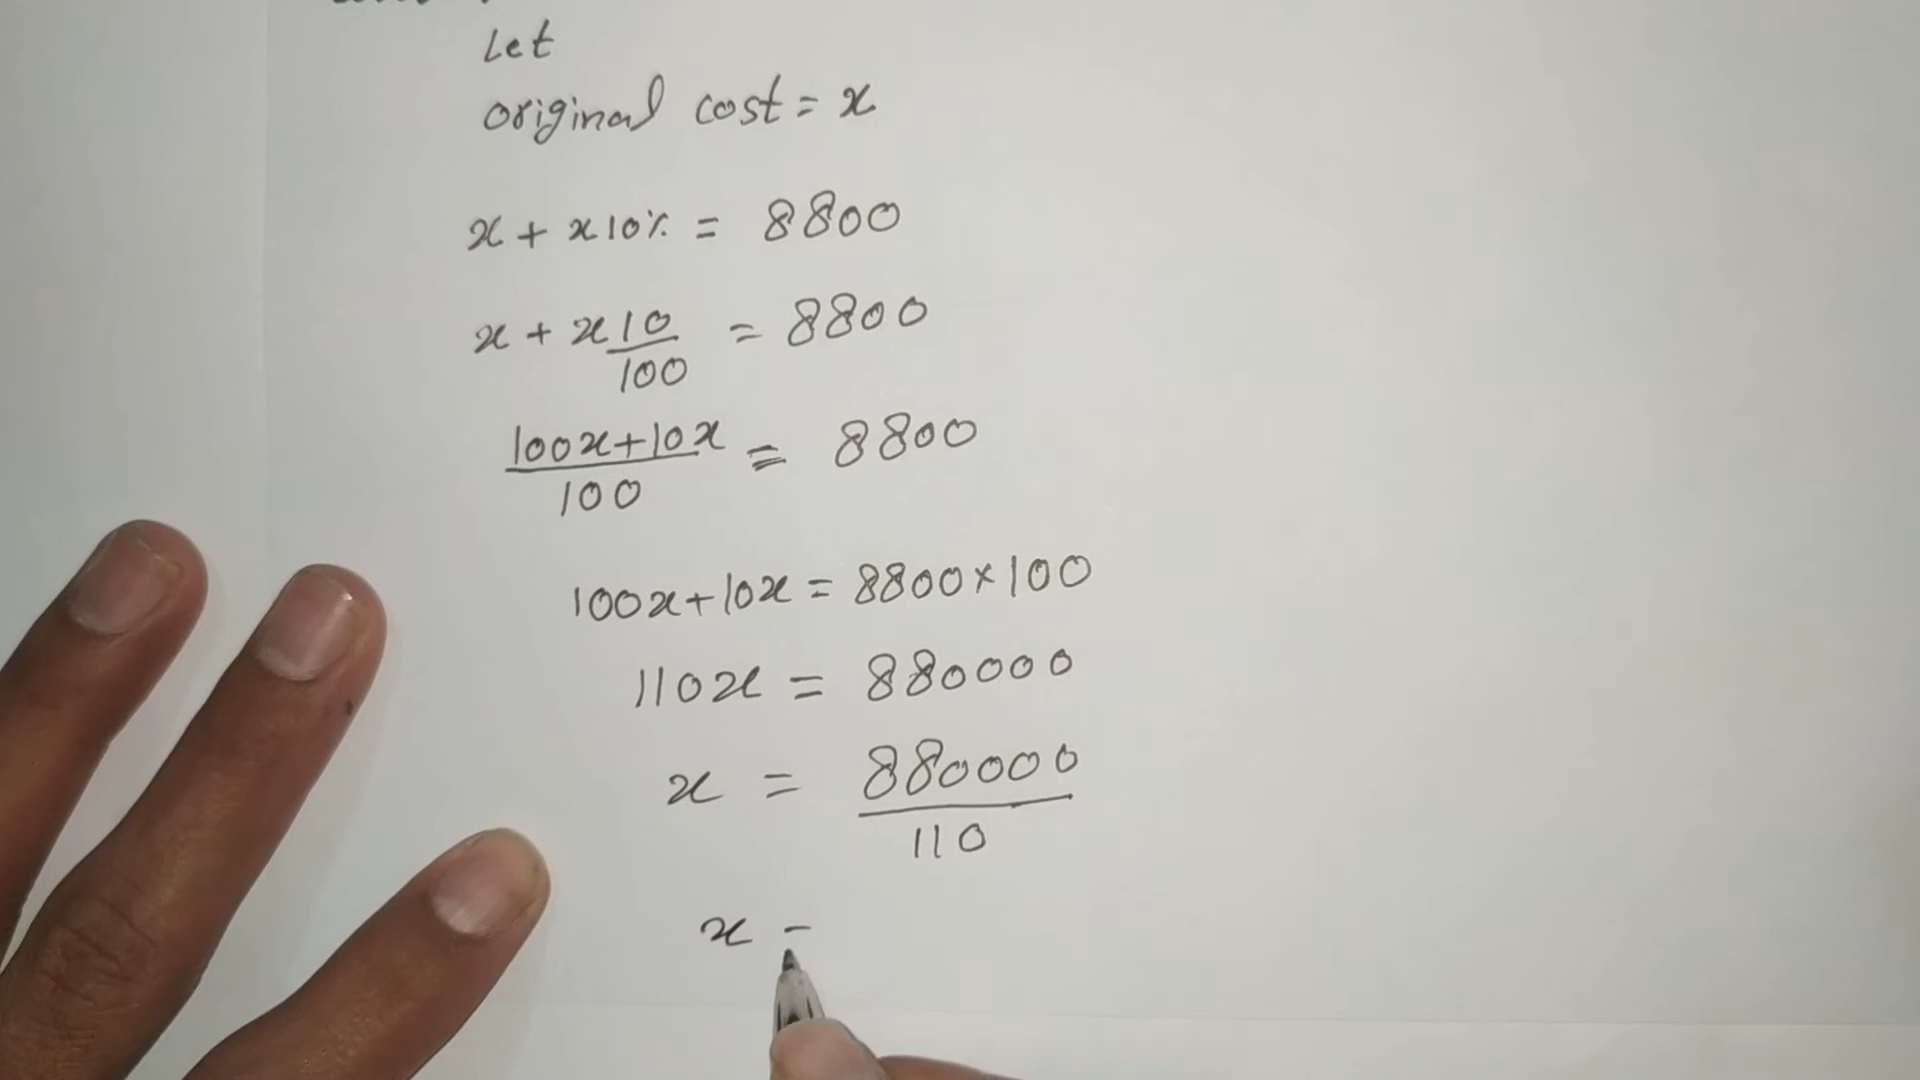 Let
original cost = x
x + x10% = 8800
x + x10/100 = 8800
100x+10x/100 = 8800
100x+10x = 8800×100
110x = 880000
x = 880000/110
x -